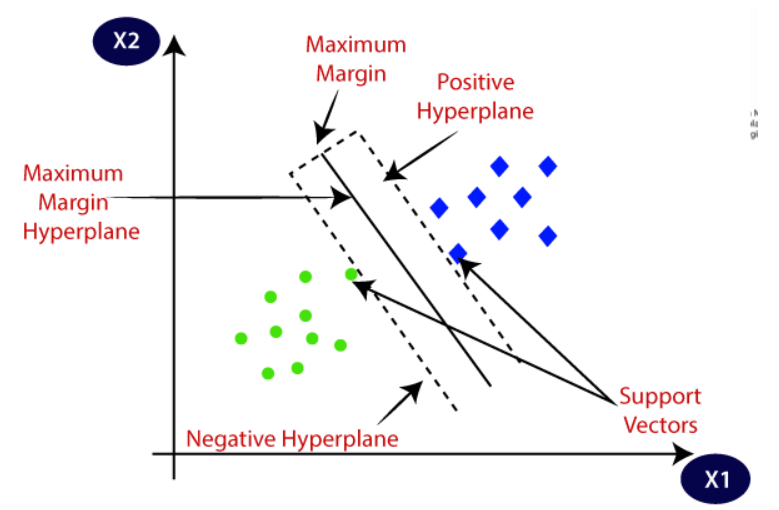 X2
Maximum
Margin
Positive
Hyperplane
Maximum
Margin
Hyperplane
Support
Vectors
Negative Hyperplane
X1